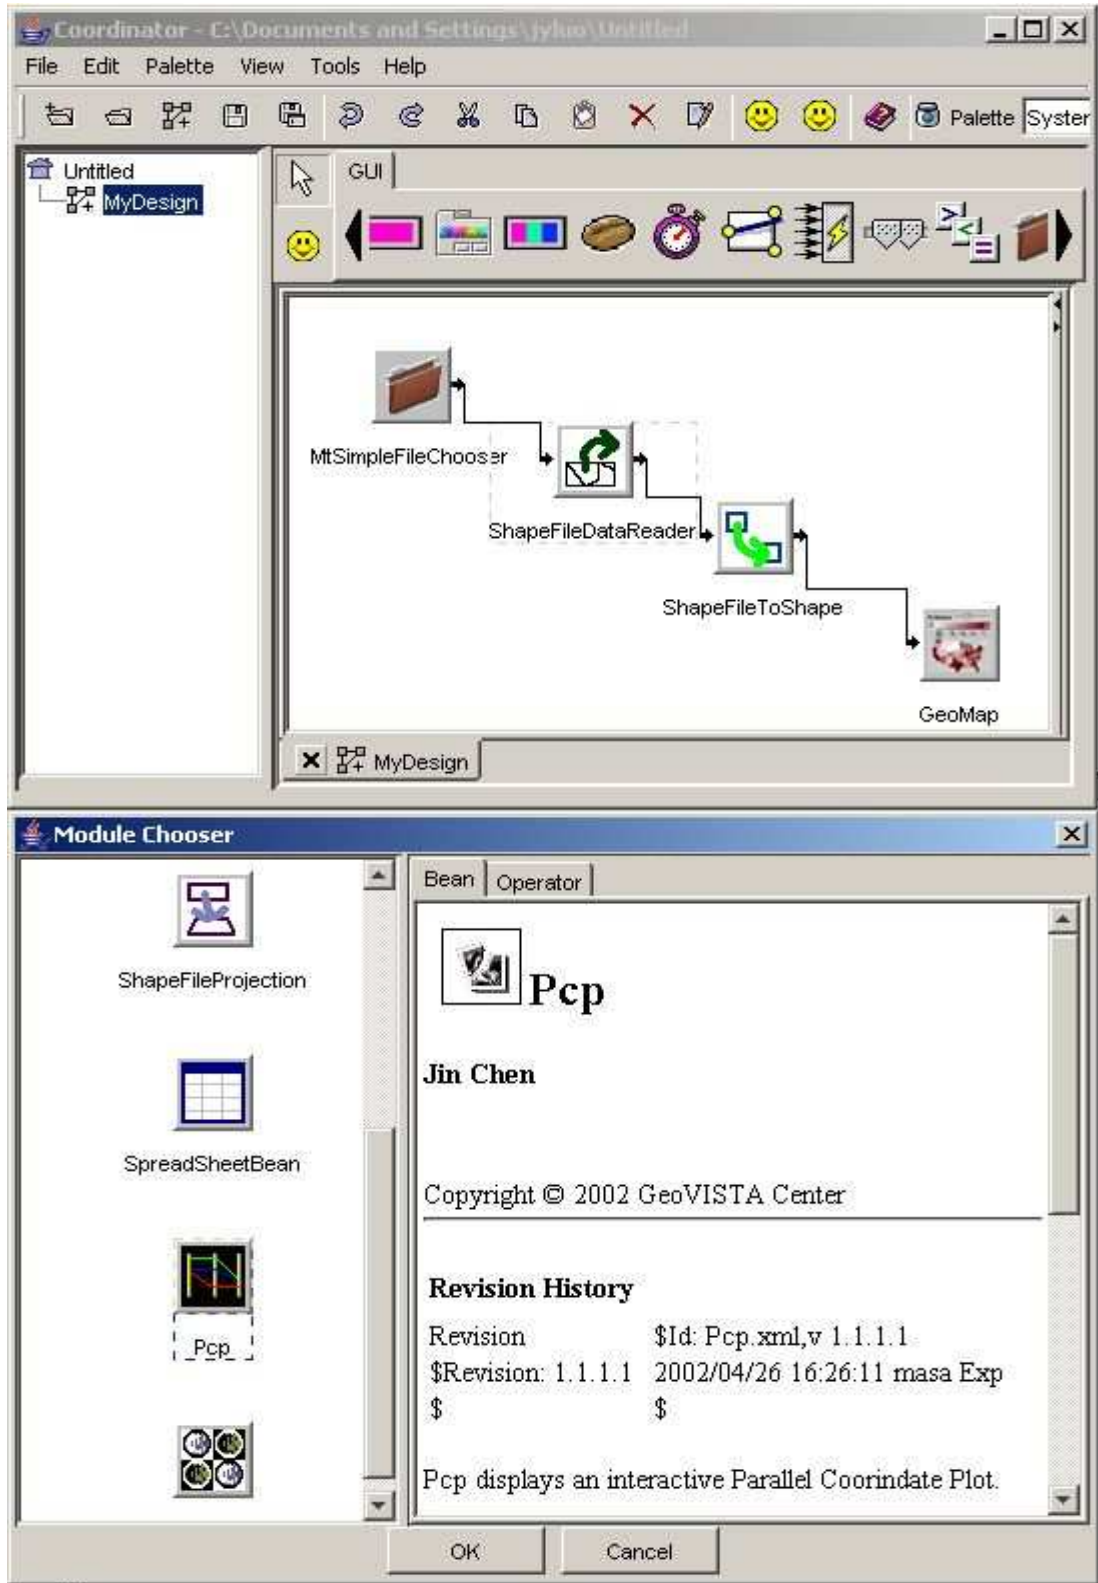 Coordinator - C:\Documents and Settings\jyluo\Untitled
File Edit Palette View Tools Help
Palette System
Untitled
MyDesign
GUI
MtSimpleFileChooser
ShapeFileDataReader
ShapeFileToShape
GeoMap
MyDesign
Module Chooser
ShapeFileProjection
SpreadSheetBean
Pcp
Bean Operator
Pcp
Jin Chen
Copyright © 2002 GeoVISTA Center
Revision History
Revision $Id: Pcp.xml,v 1.1.1.1
$Revision: 1.1.1.1 2002/04/26 16:26:11 masa Exp
$ $
Pcp displays an interactive Parallel Coorindate Plot.
OK Cancel